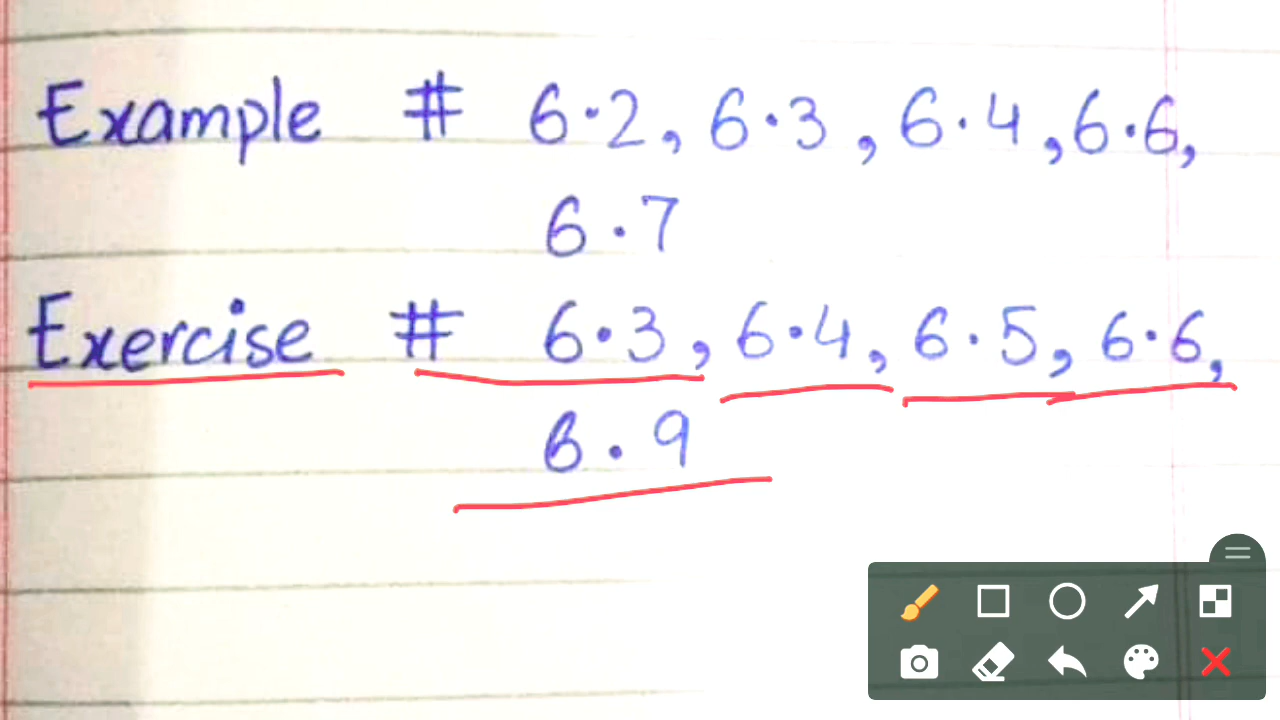 Example # 6.2, 6.3, 6.4, 6.6,
6.7
Exercise # 6.3, 6.4, 6.5, 6.6,
6.9